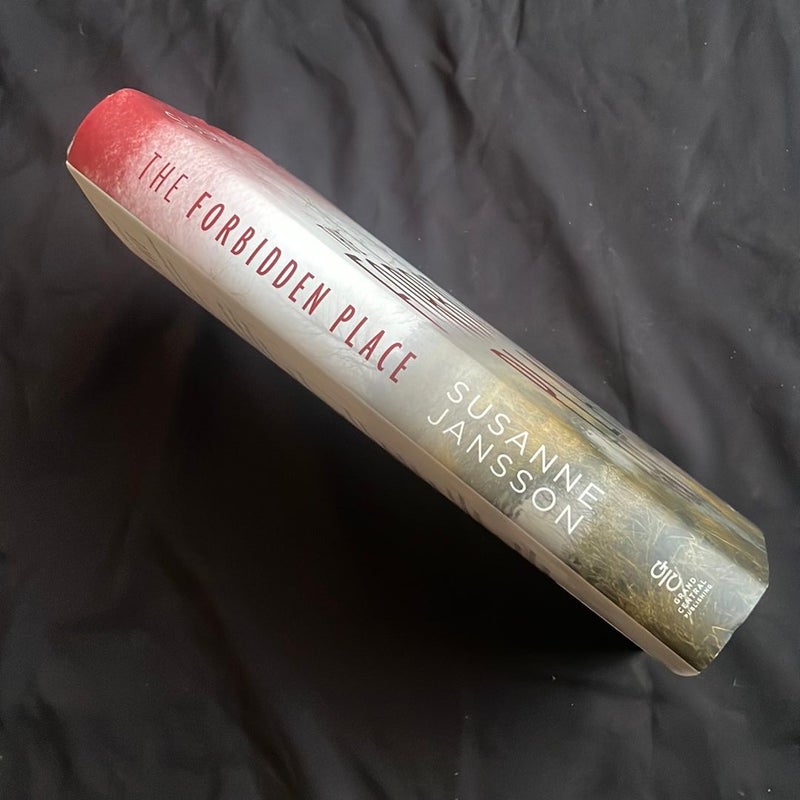 THE FORBIDDEN PLACE
SUSANNE
JANSSON
GRAND
CENTRAL
PUBLISHING